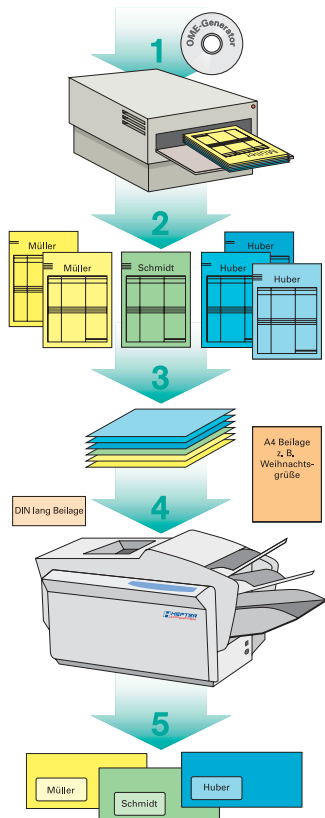 1
OME-Generator
Müller
2
Müller
Müller
Schmidt
Huber
Huber
Huber
3
A4 Beilage
z. B.
Weihnachts-
grüße
DIN lang Beilage
4
HEFTER
5
Müller
Schmidt
Huber